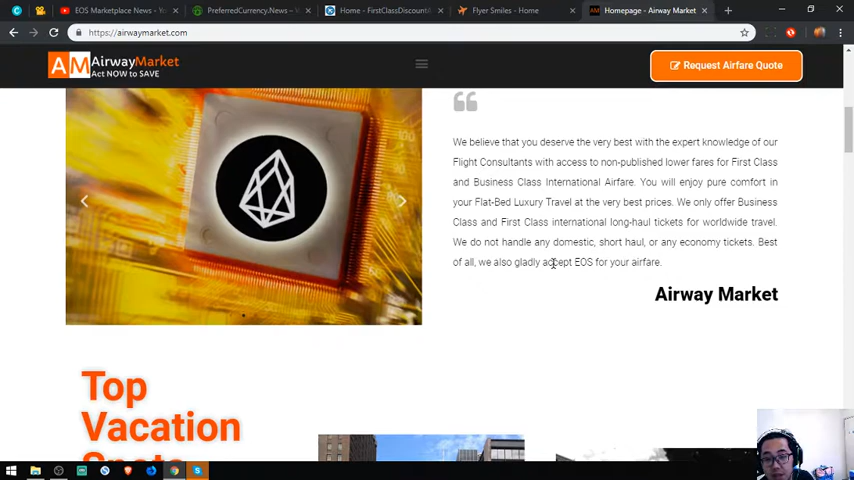 EOS Marketplace News - Yo
PreferredCurrency.News –
Home - FirstClassDiscountA
Flyer Smiles - Home
AM Homepage - Airway Market
https://airwaymarket.com
AM AirwayMarket
Act NOW to SAVE
Request Airfare Quote
We believe that you deserve the very best with the expert knowledge of our
Flight Consultants with access to non-published lower fares for First Class
and Business Class International Airfare. You will enjoy pure comfort in
your Flat-Bed Luxury Travel at the very best prices. We only offer Business
Class and First Class international long-haul tickets for worldwide travel.
We do not handle any domestic, short haul, or any economy tickets. Best
of all, we also gladly accept EOS for your airfare.
Airway Market
Top
Vacation
Spots